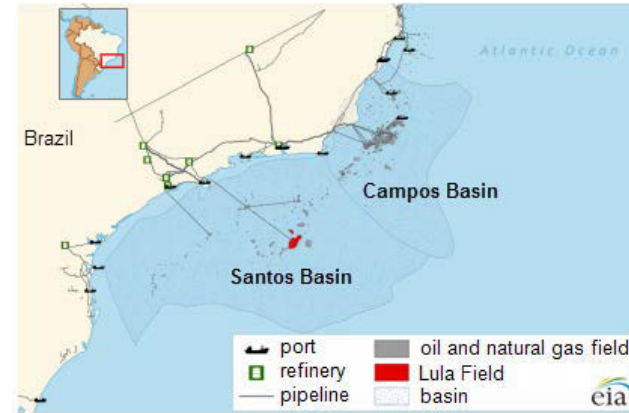 Atlantic Ocean
Brazil
Campos Basin
Santos Basin
port
refinery
pipeline
oil and natural gas field
Lula Field
basin
eia